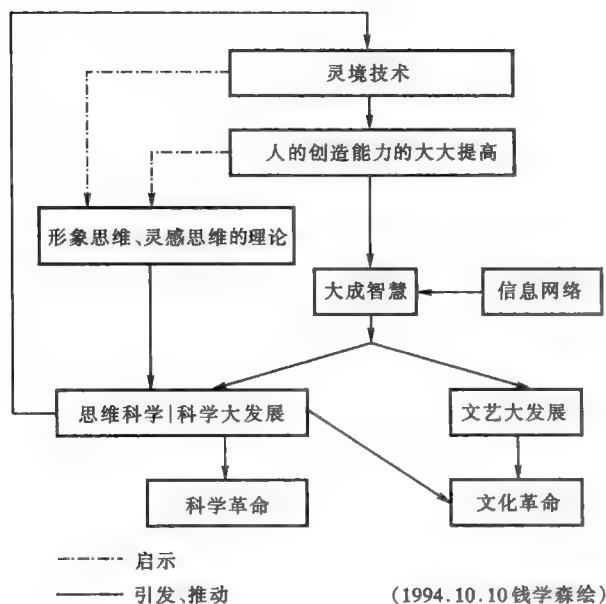 灵境技术
人的创造能力的大大提高
形象思维、灵感思维的理论
大成智慧
信息网络
思维科学|科学大发展
文艺大发展
科学革命
文化革命
启示
引发、推动
(1994.10.10钱学森绘)